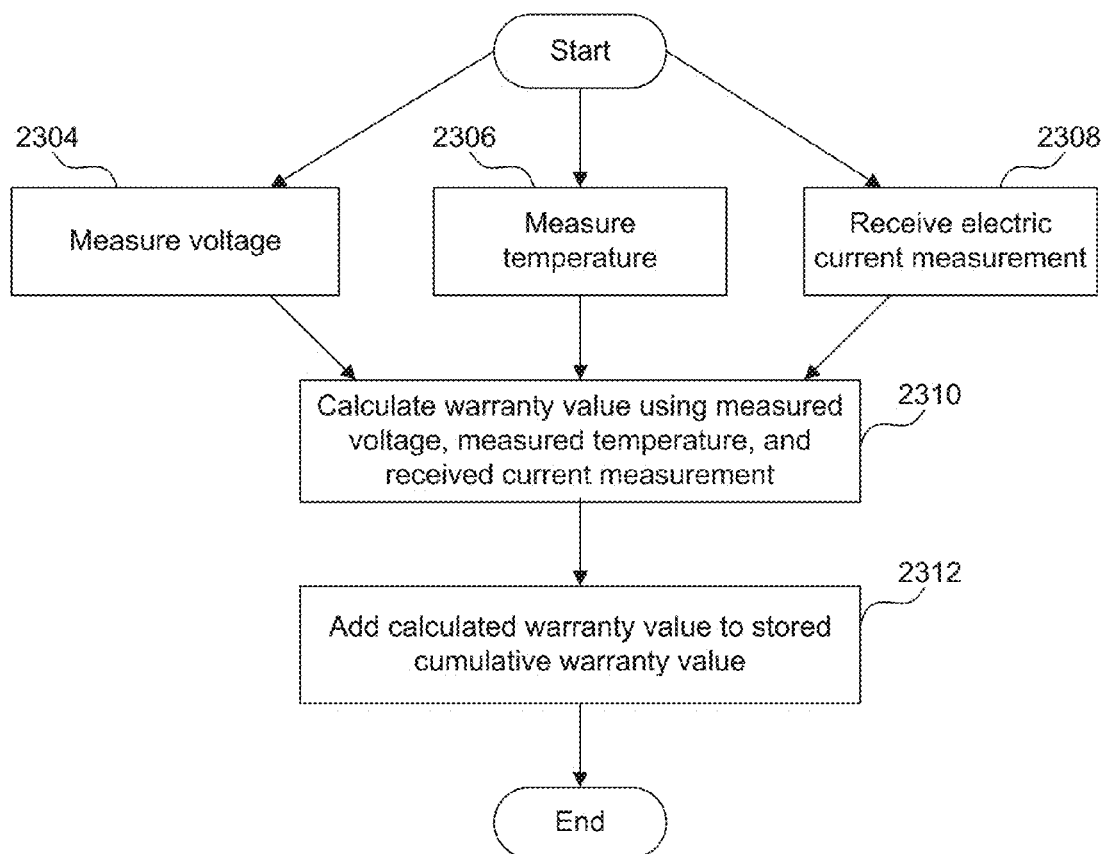 Start
2304
2306
2308
Measure voltage
Measure
temperature
Receive electric
current measurement
2310
Calculate warranty value using measured
voltage, measured temperature, and
received current measurement
2312
Add calculated warranty value to stored
cumulative warranty value
End